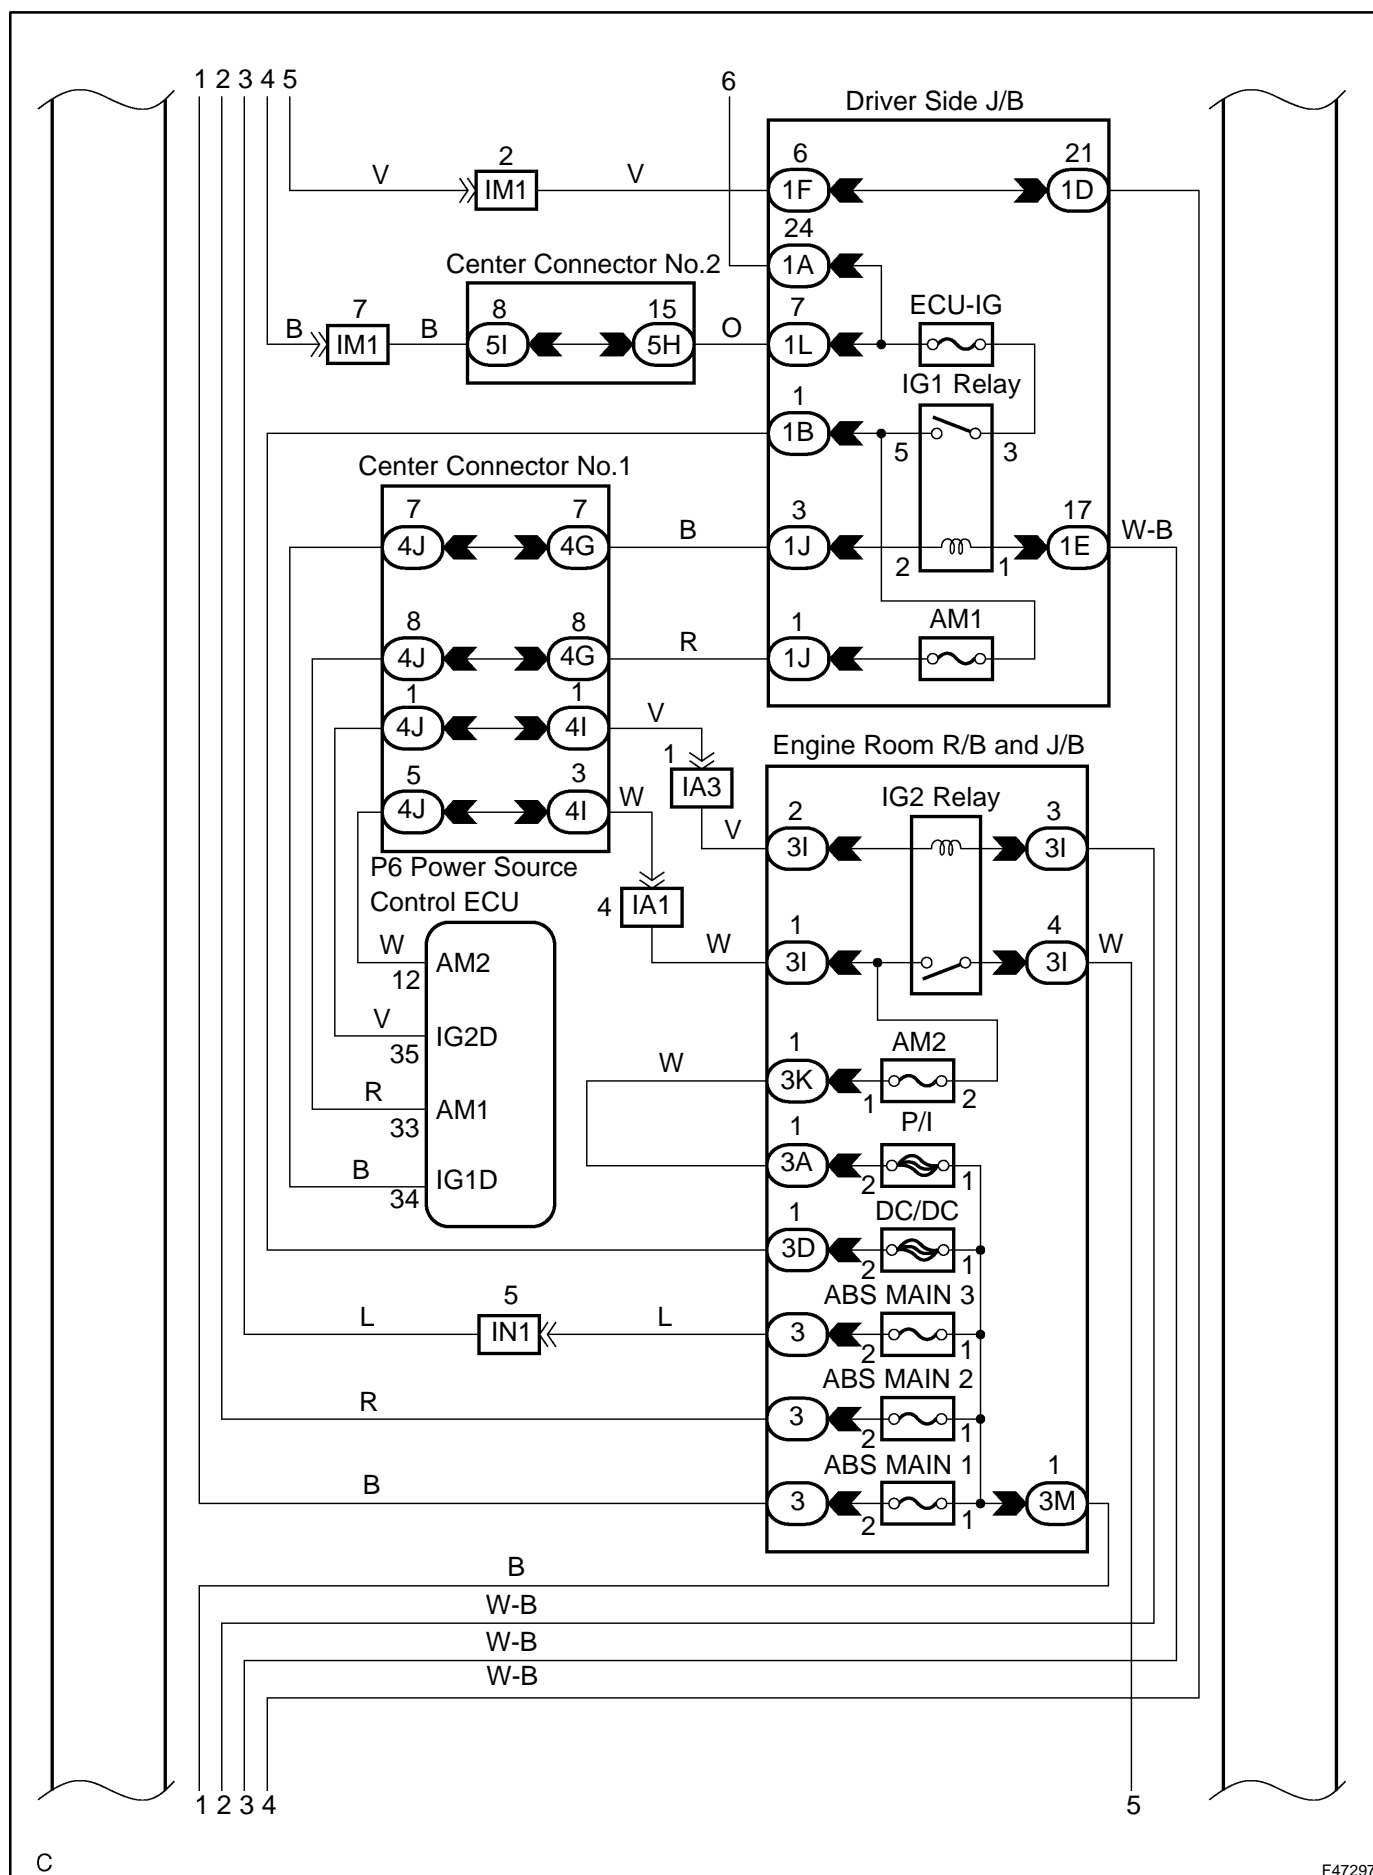 1 2 3 4 5
6
Driver Side J/B
V
2
IM1
V
6
1F
21
1D
24
1A
Center Connector No.2
B
7
IM1
B
8
5I
15
5H
O
7
1L
ECU-IG
IG1 Relay
1
1B
5
3
Center Connector No.1
7
4J
7
4G
B
3
1J
2
1
17
1E
W-B
8
4J
8
4G
R
1
1J
AM1
1
4J
1
4I
V
1
IA3
V
5
4J
3
4I
W
4
IA1
W
Engine Room R/B and J/B
IG2 Relay
2
3I
3
3I
1
3I
4
3I
W
P6 Power Source
Control ECU
W
12
AM2
V
35
IG2D
R
33
AM1
B
34
IG1D
W
1
3K
AM2
1
2
1
3A
P/I
2
1
1
3D
DC/DC
2
1
L
5
IN1
L
3
ABS MAIN 3
2
1
R
3
ABS MAIN 2
2
1
B
3
ABS MAIN 1
2
1
1
3M
B
W-B
W-B
W-B
1 2 3 4
5
C
F47297